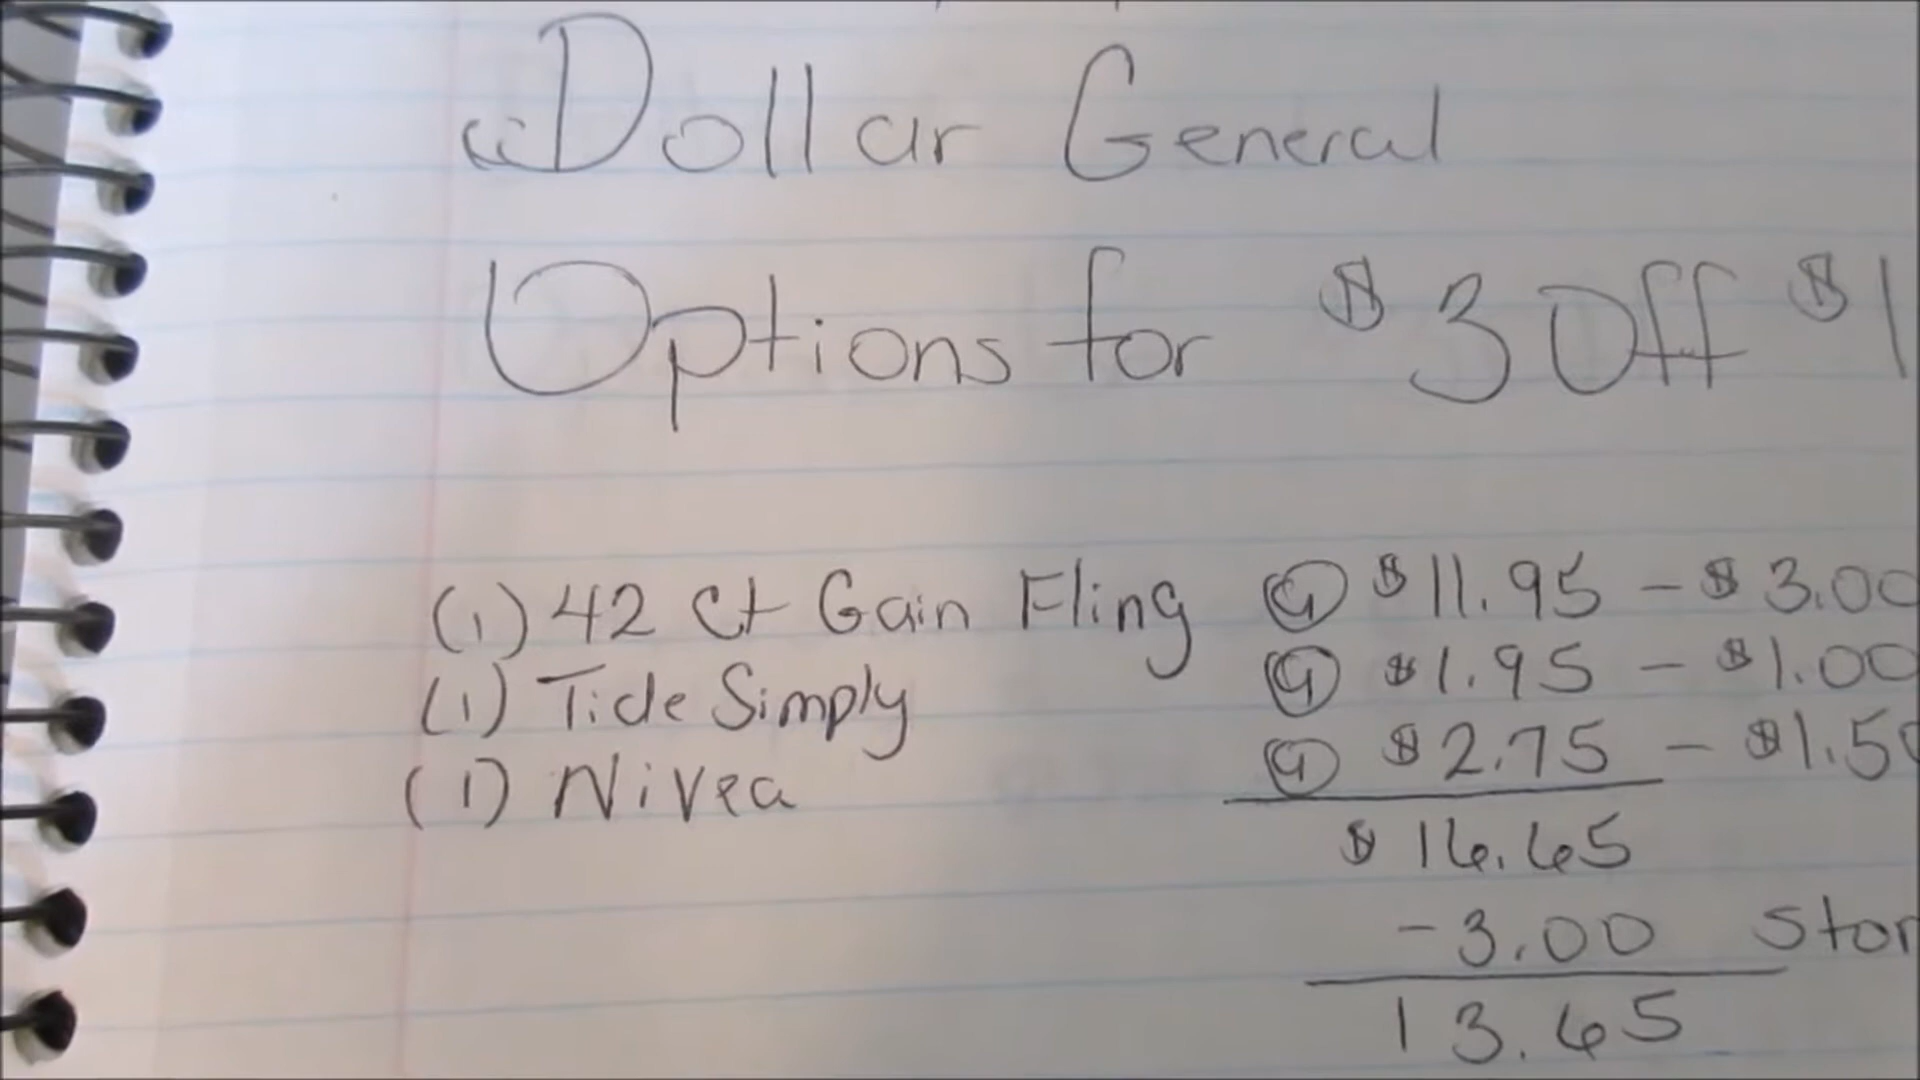 Dollar General
Options for $3 Off $1
(1) 42 Ct Gain Fling @ $11.95 - $3.00
(1) Tide Simply @ $1.95 - $1.00
(1) Nivea @ $2.75 - $1.50
$16.65
-3.00 Stor
13.65